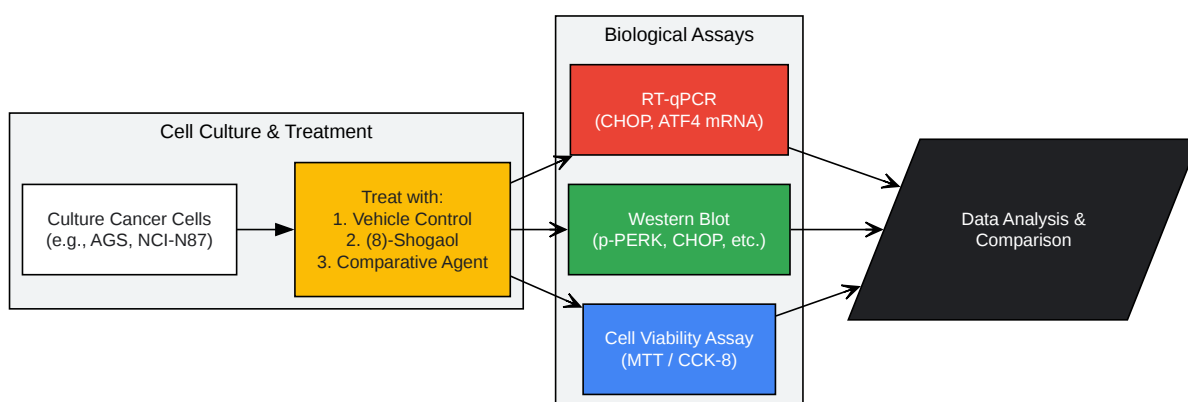 Cell Culture & Treatment
Culture Cancer Cells
(e.g., AGS, NCI-N87)
Treat with:
1. Vehicle Control
2. (8)-Shogaol
3. Comparative Agent
Biological Assays
RT-qPCR
(CHOP, ATF4 mRNA)
Western Blot
(p-PERK, CHOP, etc.)
Cell Viability Assay
(MTT / CCK-8)
Data Analysis &
Comparison